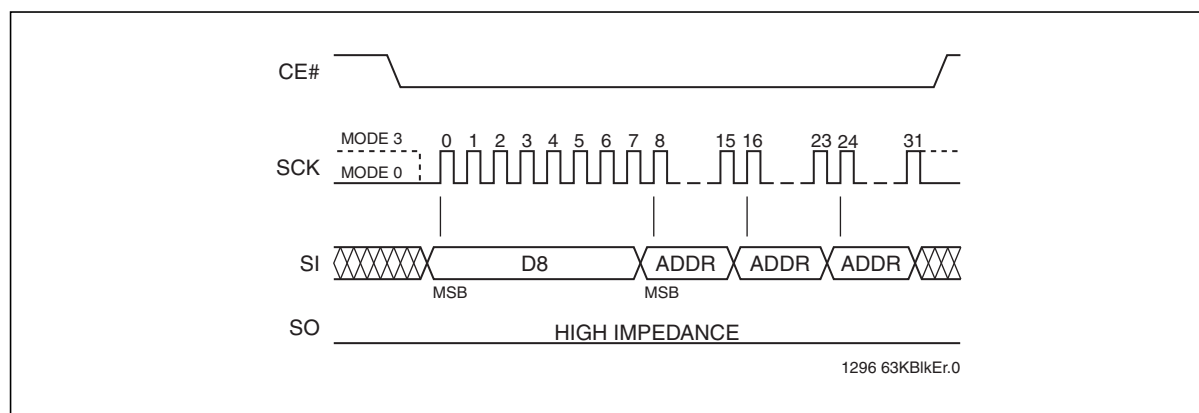 CE#
MODE 3
0 1 2 3 4 5 6 7 8 15 16 23 24 31
SCK
MODE 0
SI D8 ADDR ADDR ADDR
MSB MSB
SO HIGH IMPEDANCE
1296 63KBlkEr.0